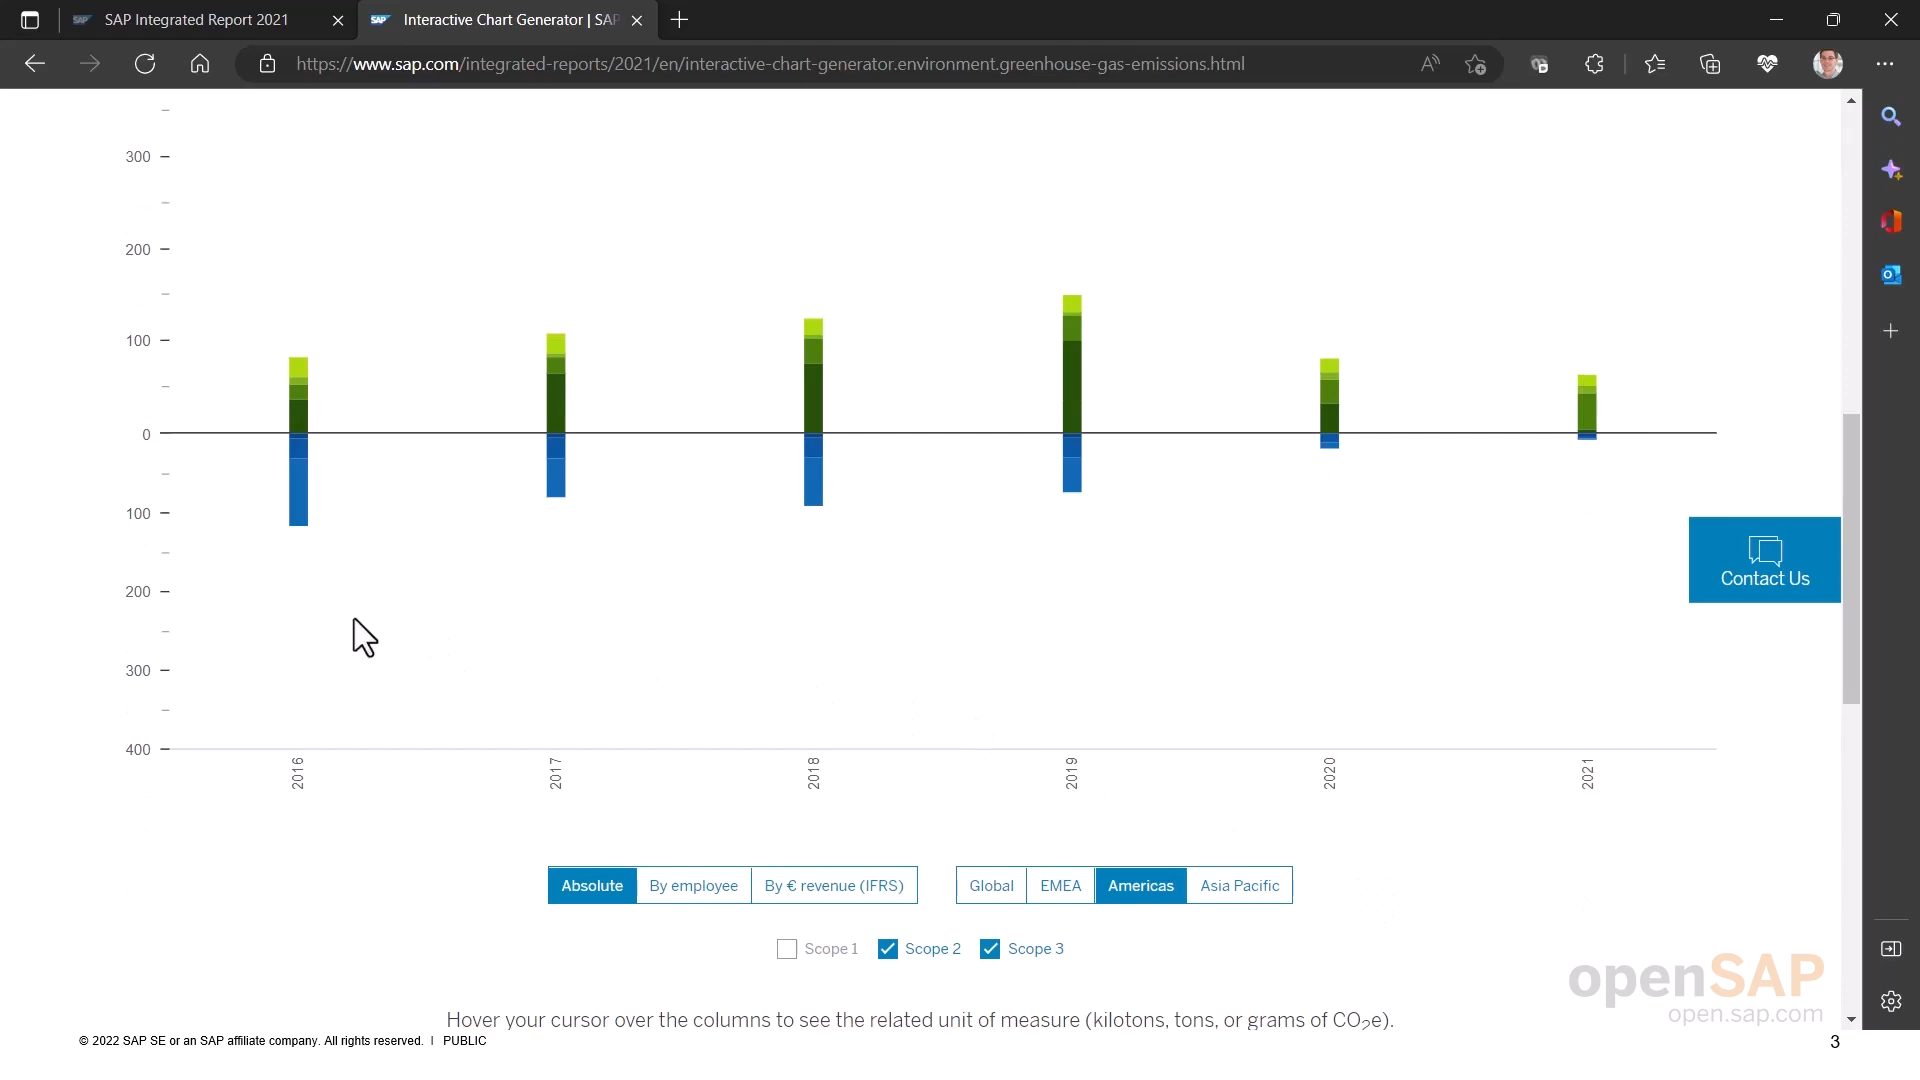 SAP SAP Integrated Report 2021
SAP Interactive Chart Generator | SAP
https://www.sap.com/integrated-reports/2021/en/interactive-chart-generator.environment.greenhouse-gas-emissions.html
300
200
100
0
100
200
300
400
2016 2017 2018 2019 2020 2021
Contact Us
Absolute By employee By € revenue (IFRS) Global EMEA Americas Asia Pacific
Scope 1 Scope 2 Scope 3
Hover your cursor over the columns to see the related unit of measure (kilotons, tons, or grams of CO₂e).
openSAP
open.sap.com
© 2022 SAP SE or an SAP affiliate company. All rights reserved. | PUBLIC
3